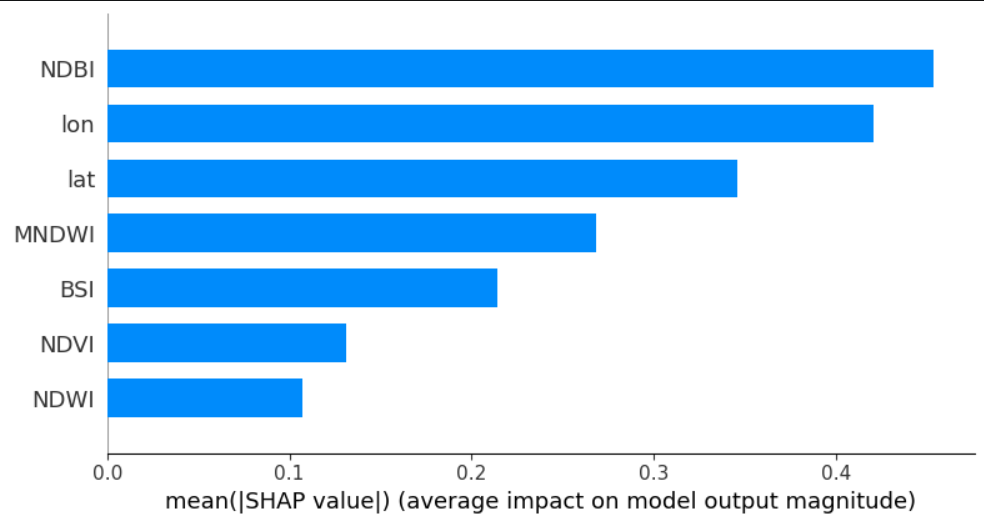 NDBI
lon
lat
MNDWI
BSI
NDVI
NDWI
0.0 0.1 0.2 0.3 0.4
mean(|SHAP value|) (average impact on model output magnitude)